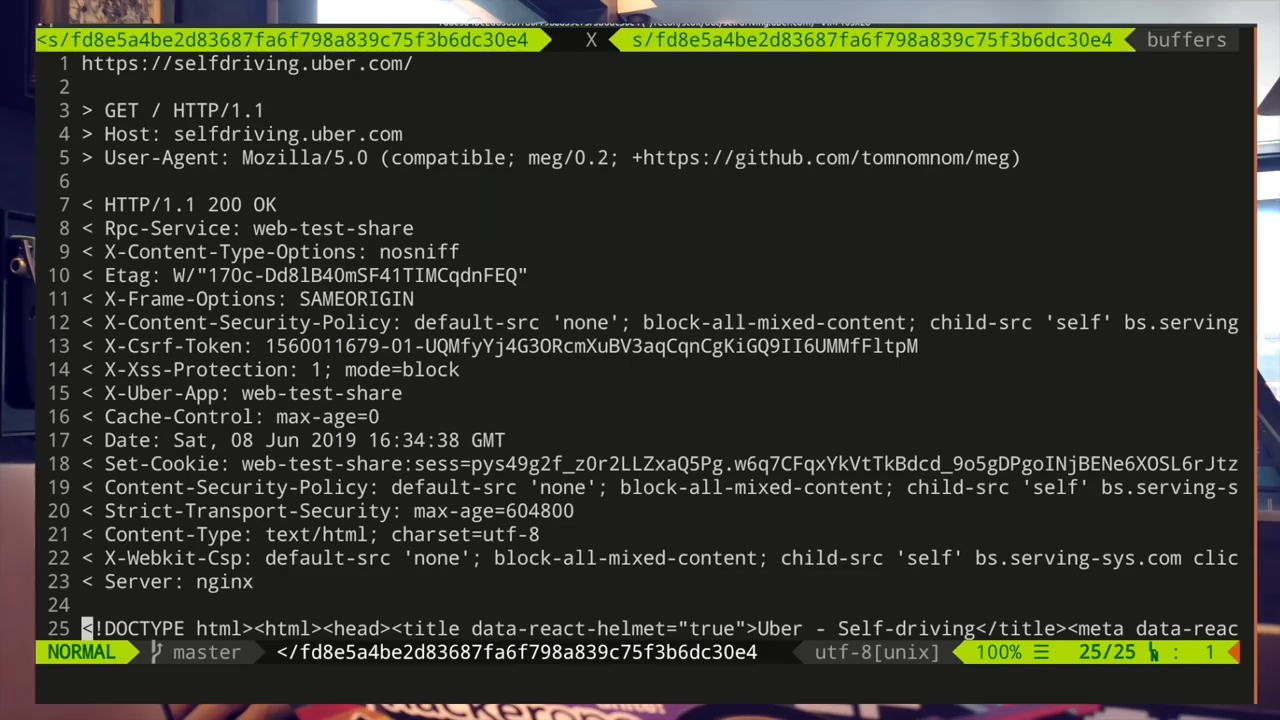 <s/fd8e5a4be2d83687fa6f798a839c75f3b6dc30e4 X s/fd8e5a4be2d83687fa6f798a839c75f3b6dc30e4 buffers
1 https://selfdriving.uber.com/
2
3 > GET / HTTP/1.1
4 > Host: selfdriving.uber.com
5 > User-Agent: Mozilla/5.0 (compatible; meg/0.2; +https://github.com/tomnomnom/meg)
6
7 < HTTP/1.1 200 OK
8 < Rpc-Service: web-test-share
9 < X-Content-Type-Options: nosniff
10 < Etag: W/"170c-Dd8lB40mSF41TIMCqdnFEQ"
11 < X-Frame-Options: SAMEORIGIN
12 < X-Content-Security-Policy: default-src 'none'; block-all-mixed-content; child-src 'self' bs.serving
13 < X-Csrf-Token: 1560011679-01-UQMfyYj4G3ORcmXuBV3aqCqnCgKiGQ9II6UMMfFltpM
14 < X-Xss-Protection: 1; mode=block
15 < X-Uber-App: web-test-share
16 < Cache-Control: max-age=0
17 < Date: Sat, 08 Jun 2019 16:34:38 GMT
18 < Set-Cookie: web-test-share:sess=pys49g2f_z0r2LLZxaQ5Pg.w6q7CFqxYkVtTkBdcd_9o5gDPgoINjBENe6XOSL6rJtz
19 < Content-Security-Policy: default-src 'none'; block-all-mixed-content; child-src 'self' bs.serving-s
20 < Strict-Transport-Security: max-age=604800
21 < Content-Type: text/html; charset=utf-8
22 < X-Webkit-Csp: default-src 'none'; block-all-mixed-content; child-src 'self' bs.serving-sys.com clic
23 < Server: nginx
24
25 <!DOCTYPE html><html><head><title data-react-helmet="true">Uber - Self-driving</title><meta data-reac
NORMAL master </fd8e5a4be2d83687fa6f798a839c75f3b6dc30e4 utf-8[unix] 100% ☰ 25/25 : 1